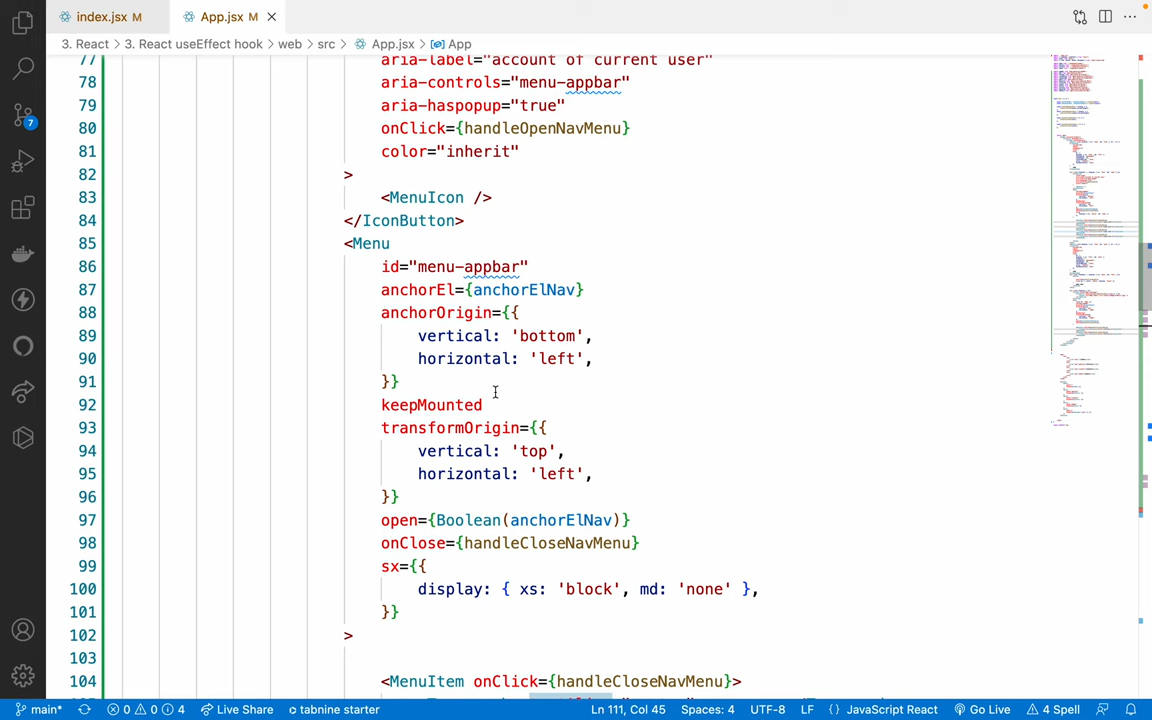 index.jsx M
App.jsx M
3. React > 3. React useEffect hook > web > src > App.jsx > App
77 aria-label="account of current user"
78 aria-controls="menu-appbar"
79 aria-haspopup="true"
80 onClick={handleOpenNavMenu}
81 color="inherit"
82 >
83 <MenuIcon />
84 </IconButton>
85 <Menu
86 id="menu-appbar"
87 anchorEl={anchorElNav}
88 anchorOrigin={{
89 vertical: 'bottom',
90 horizontal: 'left',
91 }}
92 keepMounted
93 transformOrigin={{
94 vertical: 'top',
95 horizontal: 'left',
96 }}
97 open={Boolean(anchorElNav)}
98 onClose={handleCloseNavMenu}
99 sx={{
100 display: { xs: 'block', md: 'none' },
101 }}
102 >
103
104 <MenuItem onClick={handleCloseNavMenu}>
7
main* 0 0 4 Live Share tabnine starter Ln 111, Col 45 Spaces: 4 UTF-8 LF {} JavaScript React Go Live 4 Spell